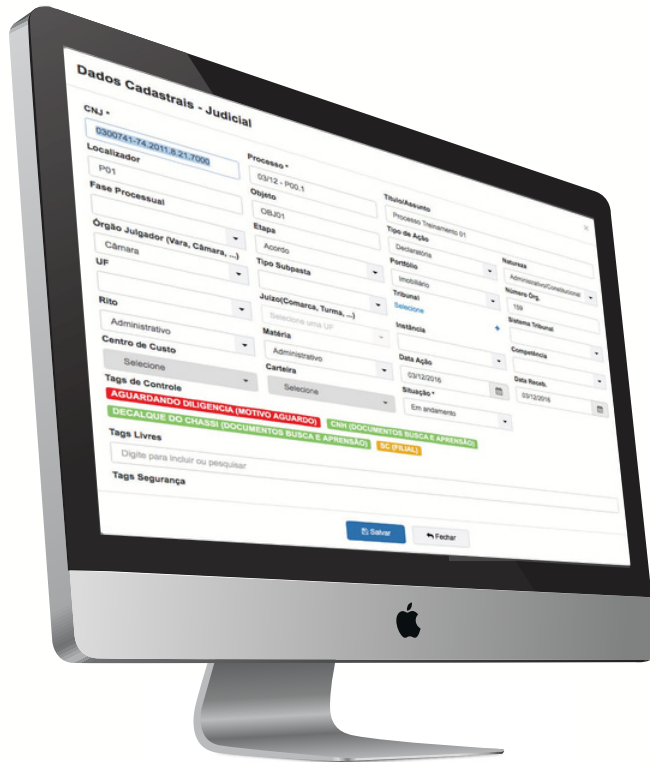 Dados Cadastrais - Judicial
CNJ *
0300741-74.2011.8.21.7000
Processo *
03/12 - P00.1
Título/Assunto
Processo Treinamento 01
Localizador
P01
Objeto
OBJ01
Tipo de Ação
Declaratória
Natureza
Administrativo/Constitucional
Fase Processual
Etapa
Acordo
Portfólio
Imobiliário
Número Órg.
159
Órgão Julgador (Vara, Câmara, ...)
Câmara
Tipo Subpasta
Tribunal
Selecione
+
Sistema Tribunal
UF
Juízo(Comarca, Turma, ...)
Selecione uma UF
Instância
Competência
Rito
Administrativo
Matéria
Administrativo
Data Ação
03/12/2016
Data Receb.
03/12/2016
Centro de Custo
Selecione
Carteira
Selecione
Situação *
Em andamento
Tags de Controle
AGUARDANDO DILIGENCIA (MOTIVO AGUARDO)
CNH (DOCUMENTOS BUSCA E APRENSÃO)
DECALQUE DO CHASSI (DOCUMENTOS BUSCA E APRENSÃO)
SC (FILIAL)
Tags Livres
Digite para incluir ou pesquisar
Tags Segurança
Salvar
Fechar